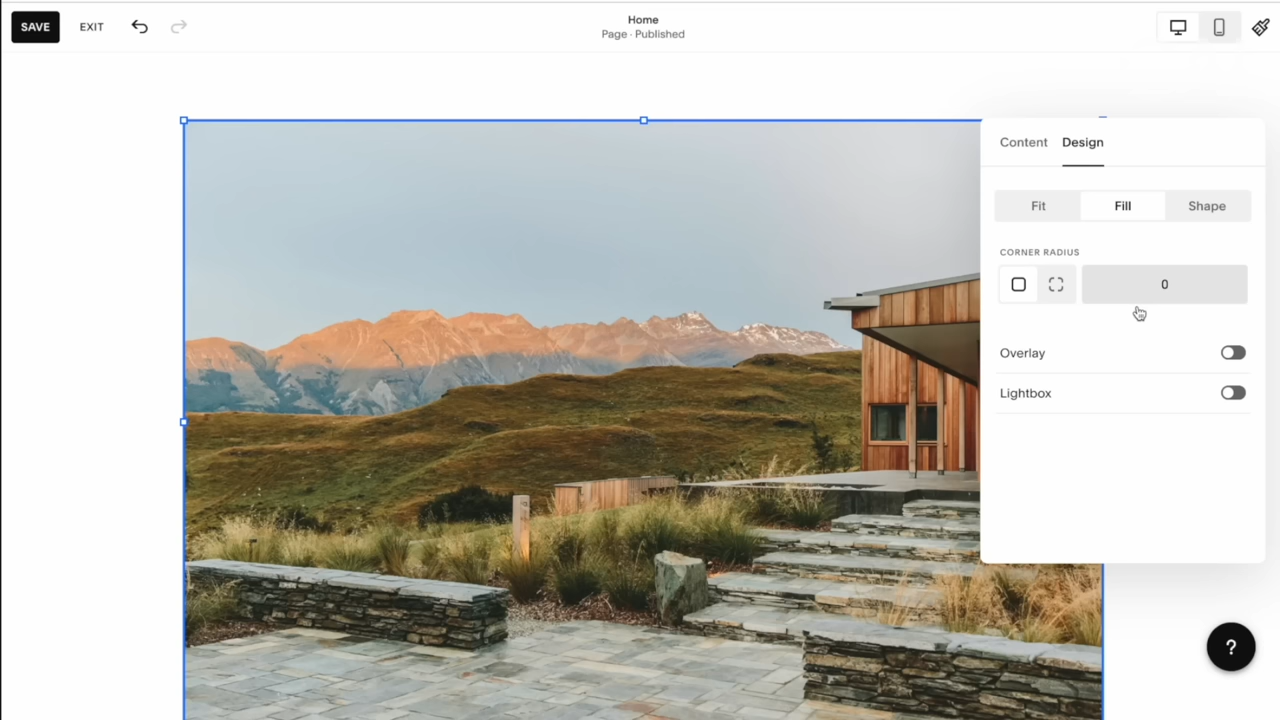 SAVE
EXIT
Home
Page · Published
Content
Design
Fit
Fill
Shape
CORNER RADIUS
0
Overlay
Lightbox
?